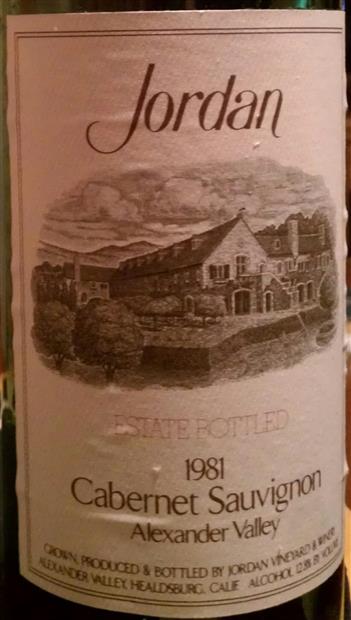 Jordan
ESTATE BOTTLED
1981
Cabernet Sauvignon
Alexander Valley
GROWN, PRODUCED & BOTTLED BY JORDAN VINEYARD & WINERY
ALEXANDER VALLEY, HEALDSBURG, CALIF. ALCOHOL 12.8% BY VOLUME